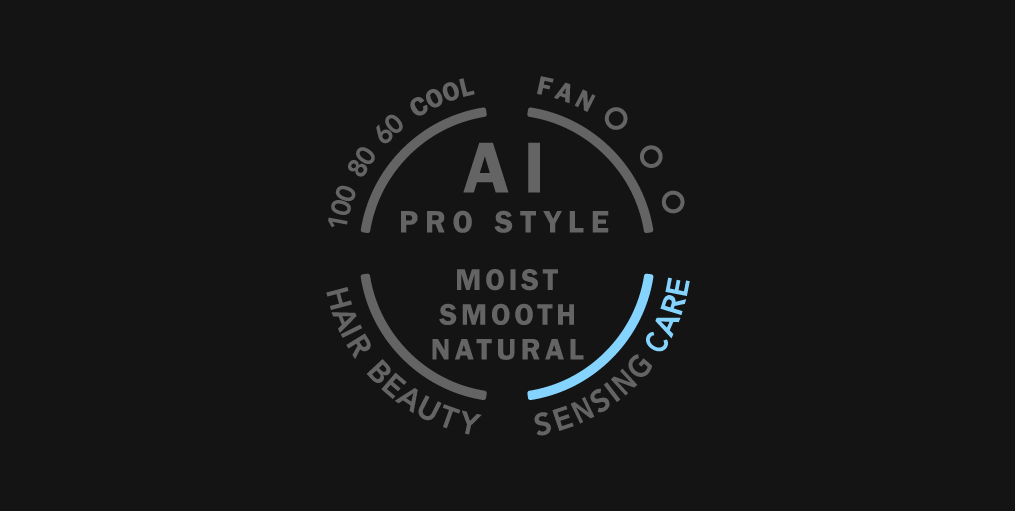 100 80 60 COOL
FAN
AI
PRO STYLE
MOIST
SMOOTH
NATURAL
HAIR BEAUTY
SENSING CARE